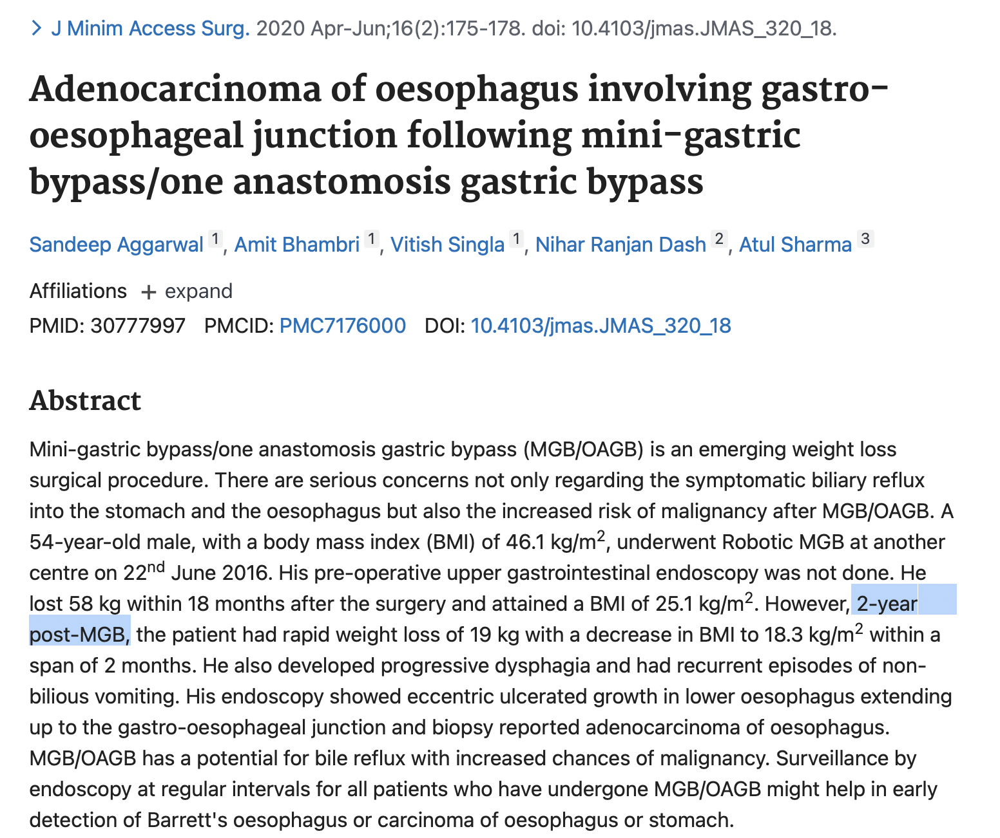 > J Minim Access Surg. 2020 Apr-Jun;16(2):175-178. doi: 10.4103/jmas.JMAS_320_18.
Adenocarcinoma of oesophagus involving gastro-
oesophageal junction following mini-gastric
bypass/one anastomosis gastric bypass
Sandeep Aggarwal 1, Amit Bhambri 1, Vitish Singla 1, Nihar Ranjan Dash 2, Atul Sharma 3
Affiliations + expand
PMID: 30777997 PMCID: PMC7176000 DOI: 10.4103/jmas.JMAS_320_18
Abstract
Mini-gastric bypass/one anastomosis gastric bypass (MGB/OAGB) is an emerging weight loss
surgical procedure. There are serious concerns not only regarding the symptomatic biliary reflux
into the stomach and the oesophagus but also the increased risk of malignancy after MGB/OAGB. A
54-year-old male, with a body mass index (BMI) of 46.1 kg/m², underwent Robotic MGB at another
centre on 22nd June 2016. His pre-operative upper gastrointestinal endoscopy was not done. He
lost 58 kg within 18 months after the surgery and attained a BMI of 25.1 kg/m². However, 2-year
post-MGB, the patient had rapid weight loss of 19 kg with a decrease in BMI to 18.3 kg/m² within a
span of 2 months. He also developed progressive dysphagia and had recurrent episodes of non-
bilious vomiting. His endoscopy showed eccentric ulcerated growth in lower oesophagus extending
up to the gastro-oesophageal junction and biopsy reported adenocarcinoma of oesophagus.
MGB/OAGB has a potential for bile reflux with increased chances of malignancy. Surveillance by
endoscopy at regular intervals for all patients who have undergone MGB/OAGB might help in early
detection of Barrett's oesophagus or carcinoma of oesophagus or stomach.